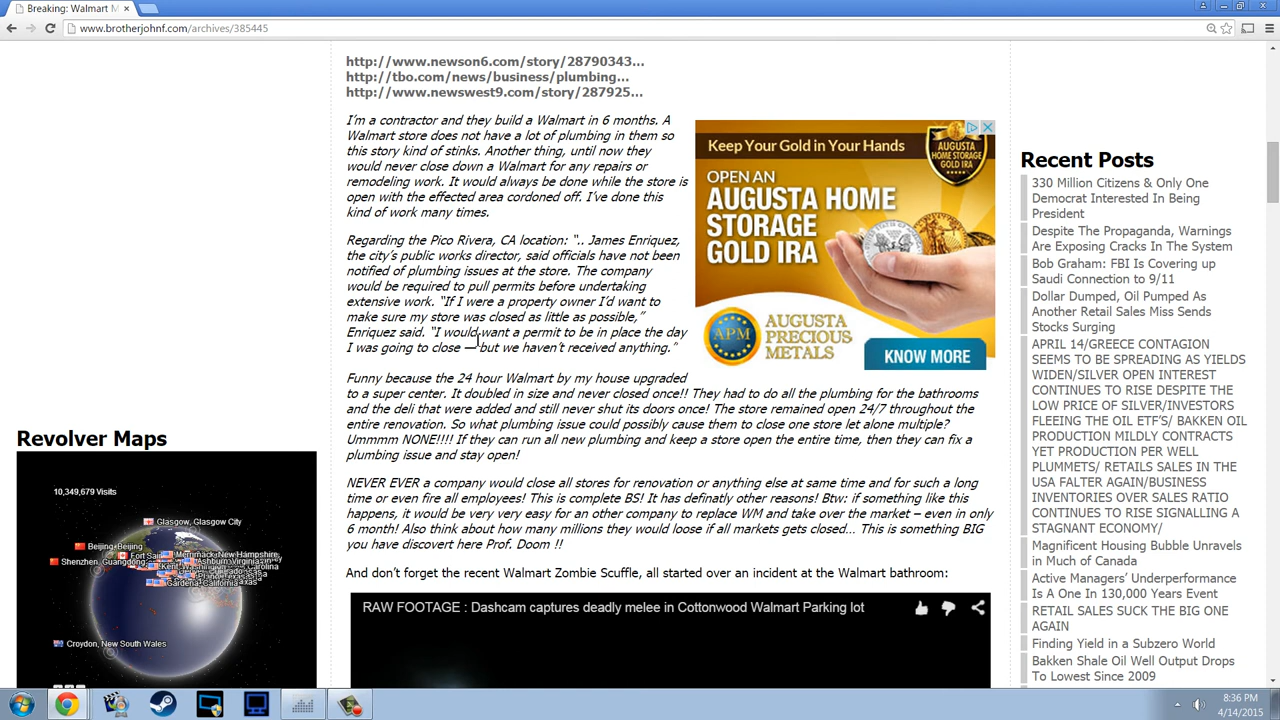 Breaking: Walmart M
www.brotherjohnf.com/archives/385445
http://www.newson6.com/story/28790343...
http://tbo.com/news/business/plumbing...
http://www.newswest9.com/story/287925...
I'm a contractor and they build a Walmart in 6 months. A
Walmart store does not have a lot of plumbing in them so
this story kind of stinks. Another thing, until now they
would never close down a Walmart for any repairs or
remodeling work. It would always be done while the store is
open with the effected area cordoned off. I've done this
kind of work many times.
Regarding the Pico Rivera, CA location: ".. James Enriquez,
the city's public works director, said officials have not been
notified of plumbing issues at the store. The company
would be required to pull permits before undertaking
extensive work. "If I were a property owner I'd want to
make sure my store was closed as little as possible,"
Enriquez said. "I would want a permit to be in place the day
I was going to close — but we haven't received anything."
Funny because the 24 hour Walmart by my house upgraded
to a super center. It doubled in size and never closed once!! They had to do all the plumbing for the bathrooms
and the deli that were added and still never shut its doors once! The store remained open 24/7 throughout the
entire renovation. So what plumbing issue could possibly cause them to close one store let alone multiple?
Ummmm NONE!!!! If they can run all new plumbing and keep a store open the entire time, then they can fix a
plumbing issue and stay open!
NEVER EVER a company would close all stores for renovation or anything else at same time and for such a long
time or even fire all employees! This is complete BS! It has definatly other reasons! Btw: if something like this
happens, it would be very very easy for an other company to replace WM and take over the market – even in only
6 month! Also think about how many millions they would loose if all markets gets closed... This is something BIG
you have discovert here Prof. Doom !!
And don't forget the recent Walmart Zombie Scuffle, all started over an incident at the Walmart bathroom:
RAW FOOTAGE : Dashcam captures deadly melee in Cottonwood Walmart Parking lot
Keep Your Gold in Your Hands
AUGUSTA
HOME STORAGE
GOLD IRA
OPEN AN
AUGUSTA HOME
STORAGE
GOLD IRA
APM
AUGUSTA
PRECIOUS
METALS
KNOW MORE
Revolver Maps
10,349,679 Visits
Glasgow, Glasgow City
Beijing, Beijing
Shenzhen, Guangdong
Merrimack, New Hampshire
Gardena, California
Croydon, New South Wales
Recent Posts
330 Million Citizens & Only One
Democrat Interested In Being
President
Despite The Propaganda, Warnings
Are Exposing Cracks In The System
Bob Graham: FBI Is Covering up
Saudi Connection to 9/11
Dollar Dumped, Oil Pumped As
Another Retail Sales Miss Sends
Stocks Surging
APRIL 14/GREECE CONTAGION
SEEMS TO BE SPREADING AS YIELDS
WIDEN/SILVER OPEN INTEREST
CONTINUES TO RISE DESPITE THE
LOW PRICE OF SILVER/INVESTORS
FLEEING THE OIL ETF'S/ BAKKEN OIL
PRODUCTION MILDLY CONTRACTS
YET PRODUCTION PER WELL
PLUMMETS/ RETAILS SALES IN THE
USA FALTER AGAIN/BUSINESS
INVENTORIES OVER SALES RATIO
CONTINUES TO RISE SIGNALLING A
STAGNANT ECONOMY/
Magnificent Housing Bubble Unravels
in Much of Canada
Active Managers' Underperformance
Is A One In 130,000 Years Event
RETAIL SALES SUCK THE BIG ONE
AGAIN
Finding Yield in a Subzero World
Bakken Shale Oil Well Output Drops
To Lowest Since 2009
8:36 PM
4/14/2015